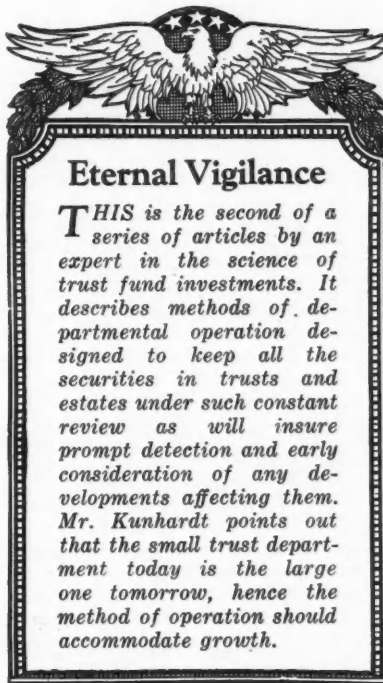 Eternal Vigilance
THIS is the second of a
series of articles by an
expert in the science of
trust fund investments. It
describes methods of de-
partmental operation de-
signed to keep all the
securities in trusts and
estates under such constant
review as will insure
prompt detection and early
consideration of any de-
velopments affecting them.
Mr. Kunhardt points out
that the small trust depart-
ment today is the large
one tomorrow, hence the
method of operation should
accommodate growth.